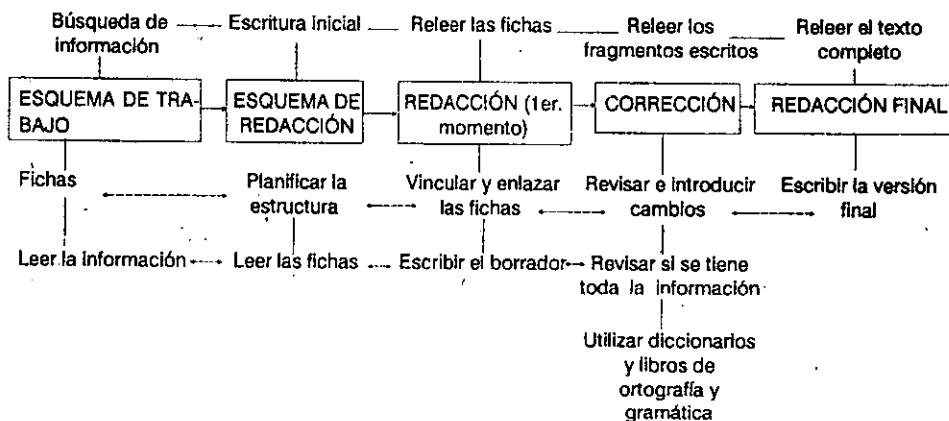 Búsqueda de
información
Escritura inicial
Releer las fichas
Releer los
fragmentos escritos
Releer el texto
completo
ESQUEMA DE TRA-
BAJO
ESQUEMA DE
REDACCIÓN
REDACCIÓN (1er.
momento)
CORRECCIÓN
REDACCIÓN FINAL
Fichas
Planificar la
estructura
Vincular y enlazar
las fichas
Revisar e introducir
cambios
Escribir la versión
final
Leer la información
Leer las fichas
Escribir el borrador
Revisar si se tiene
toda la información
Utilizar diccionarios
y libros de
ortografía y
gramática